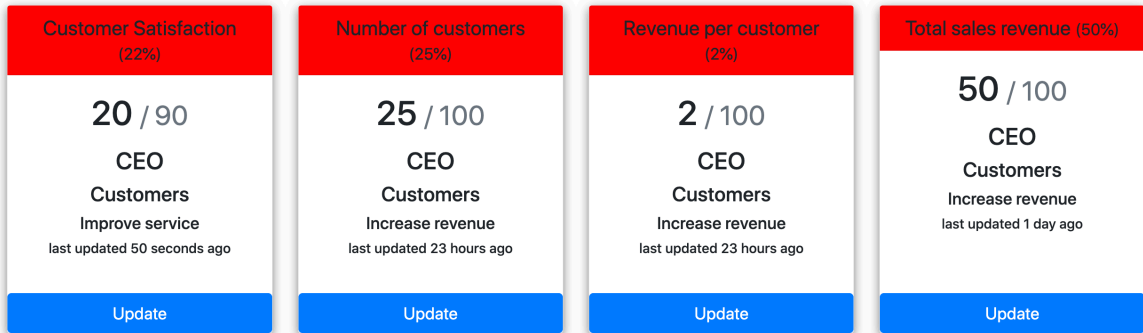 Customer Satisfaction
(22%)
20 / 90
CEO
Customers
Improve service
last updated 50 seconds ago
Update
Number of customers
(25%)
25 / 100
CEO
Customers
Increase revenue
last updated 23 hours ago
Update
Revenue per customer
(2%)
2 / 100
CEO
Customers
Increase revenue
last updated 23 hours ago
Update
Total sales revenue (50%)
50 / 100
CEO
Customers
Increase revenue
last updated 1 day ago
Update